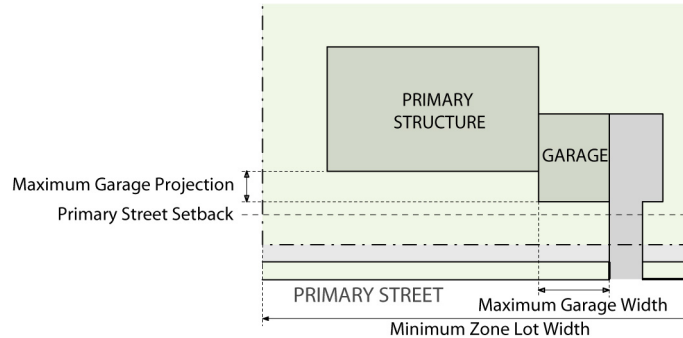 PRIMARY
STRUCTURE
GARAGE
Maximum Garage Projection
Primary Street Setback
PRIMARY STREET
Maximum Garage Width
Minimum Zone Lot Width